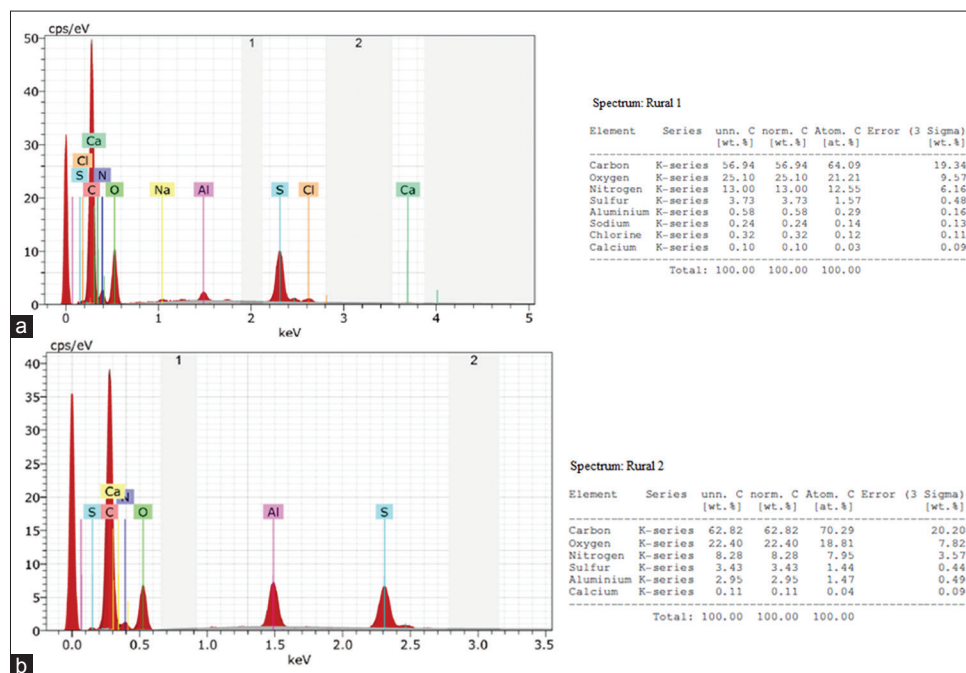 cps/eV
50
1
2
40
30
Ca
Cl
S
N
20
C
O
Na
Al
S
Cl
Ca
10
0
0
1
2
3
4
5
keV
a
Spectrum: Rural 1
Element Series unn. C norm. C Atom. C Error (3 Sigma)
[wt.%] [wt.%] [at.%] [wt.%]
Carbon K-series 56.94 56.94 64.09 19.34
Oxygen K-series 25.10 25.10 21.21 9.57
Nitrogen K-series 13.00 13.00 12.55 6.16
Sulfur K-series 3.73 3.73 1.57 0.48
Aluminium K-series 0.58 0.58 0.29 0.16
Sodium K-series 0.24 0.24 0.14 0.13
Chlorine K-series 0.32 0.32 0.12 0.11
Calcium K-series 0.10 0.10 0.03 0.09
Total: 100.00 100.00 100.00
cps/eV
1
2
40
35
30
25
20
Ca
N
S
C
O
Al
S
15
10
5
0
0.0
0.5
1.0
1.5
2.0
2.5
3.0
3.5
keV
b
Spectrum: Rural 2
Element Series unn. C norm. C Atom. C Error (3 Sigma)
[wt.%] [wt.%] [at.%] [wt.%]
Carbon K-series 62.82 62.82 70.29 20.20
Oxygen K-series 22.40 22.40 18.81 7.82
Nitrogen K-series 8.28 8.28 7.95 3.57
Sulfur K-series 3.43 3.43 1.44 0.44
Aluminium K-series 2.95 2.95 1.47 0.49
Calcium K-series 0.11 0.11 0.04 0.09
Total: 100.00 100.00 100.00